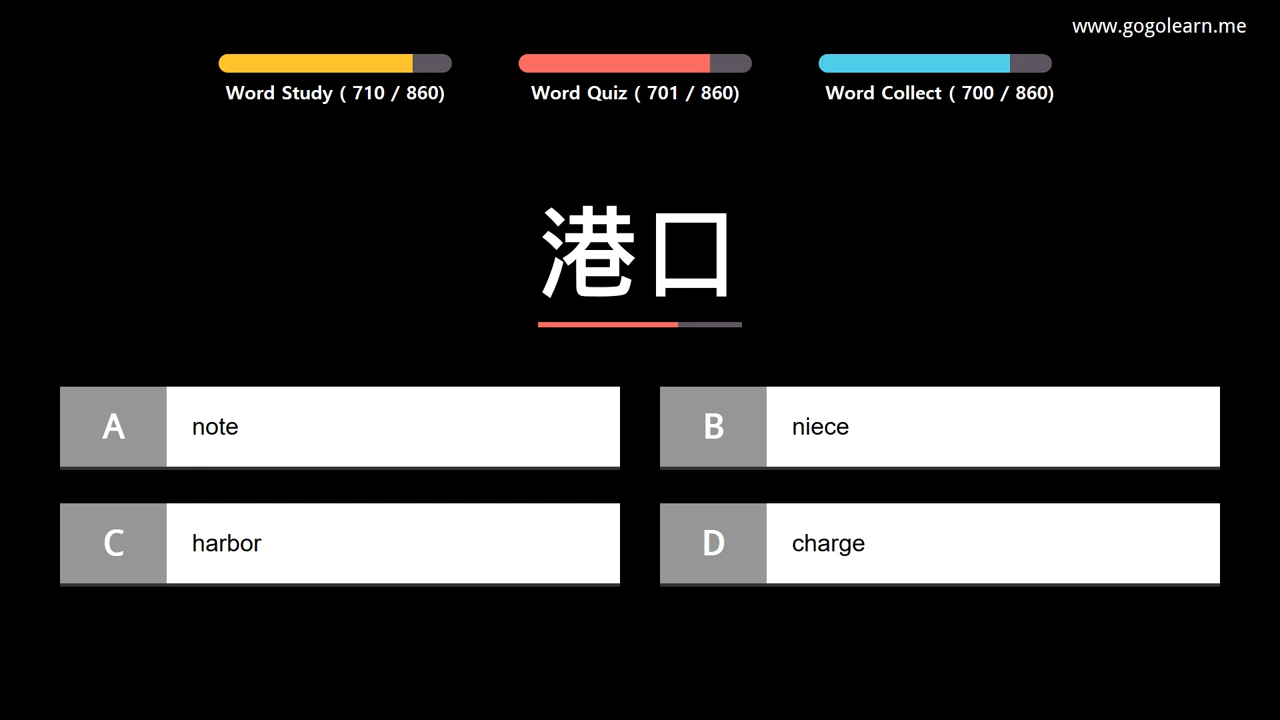 www.gogolearn.me
Word Study ( 710 / 860)
Word Quiz ( 701 / 860)
Word Collect ( 700 / 860)
港口
A note
B niece
C harbor
D charge